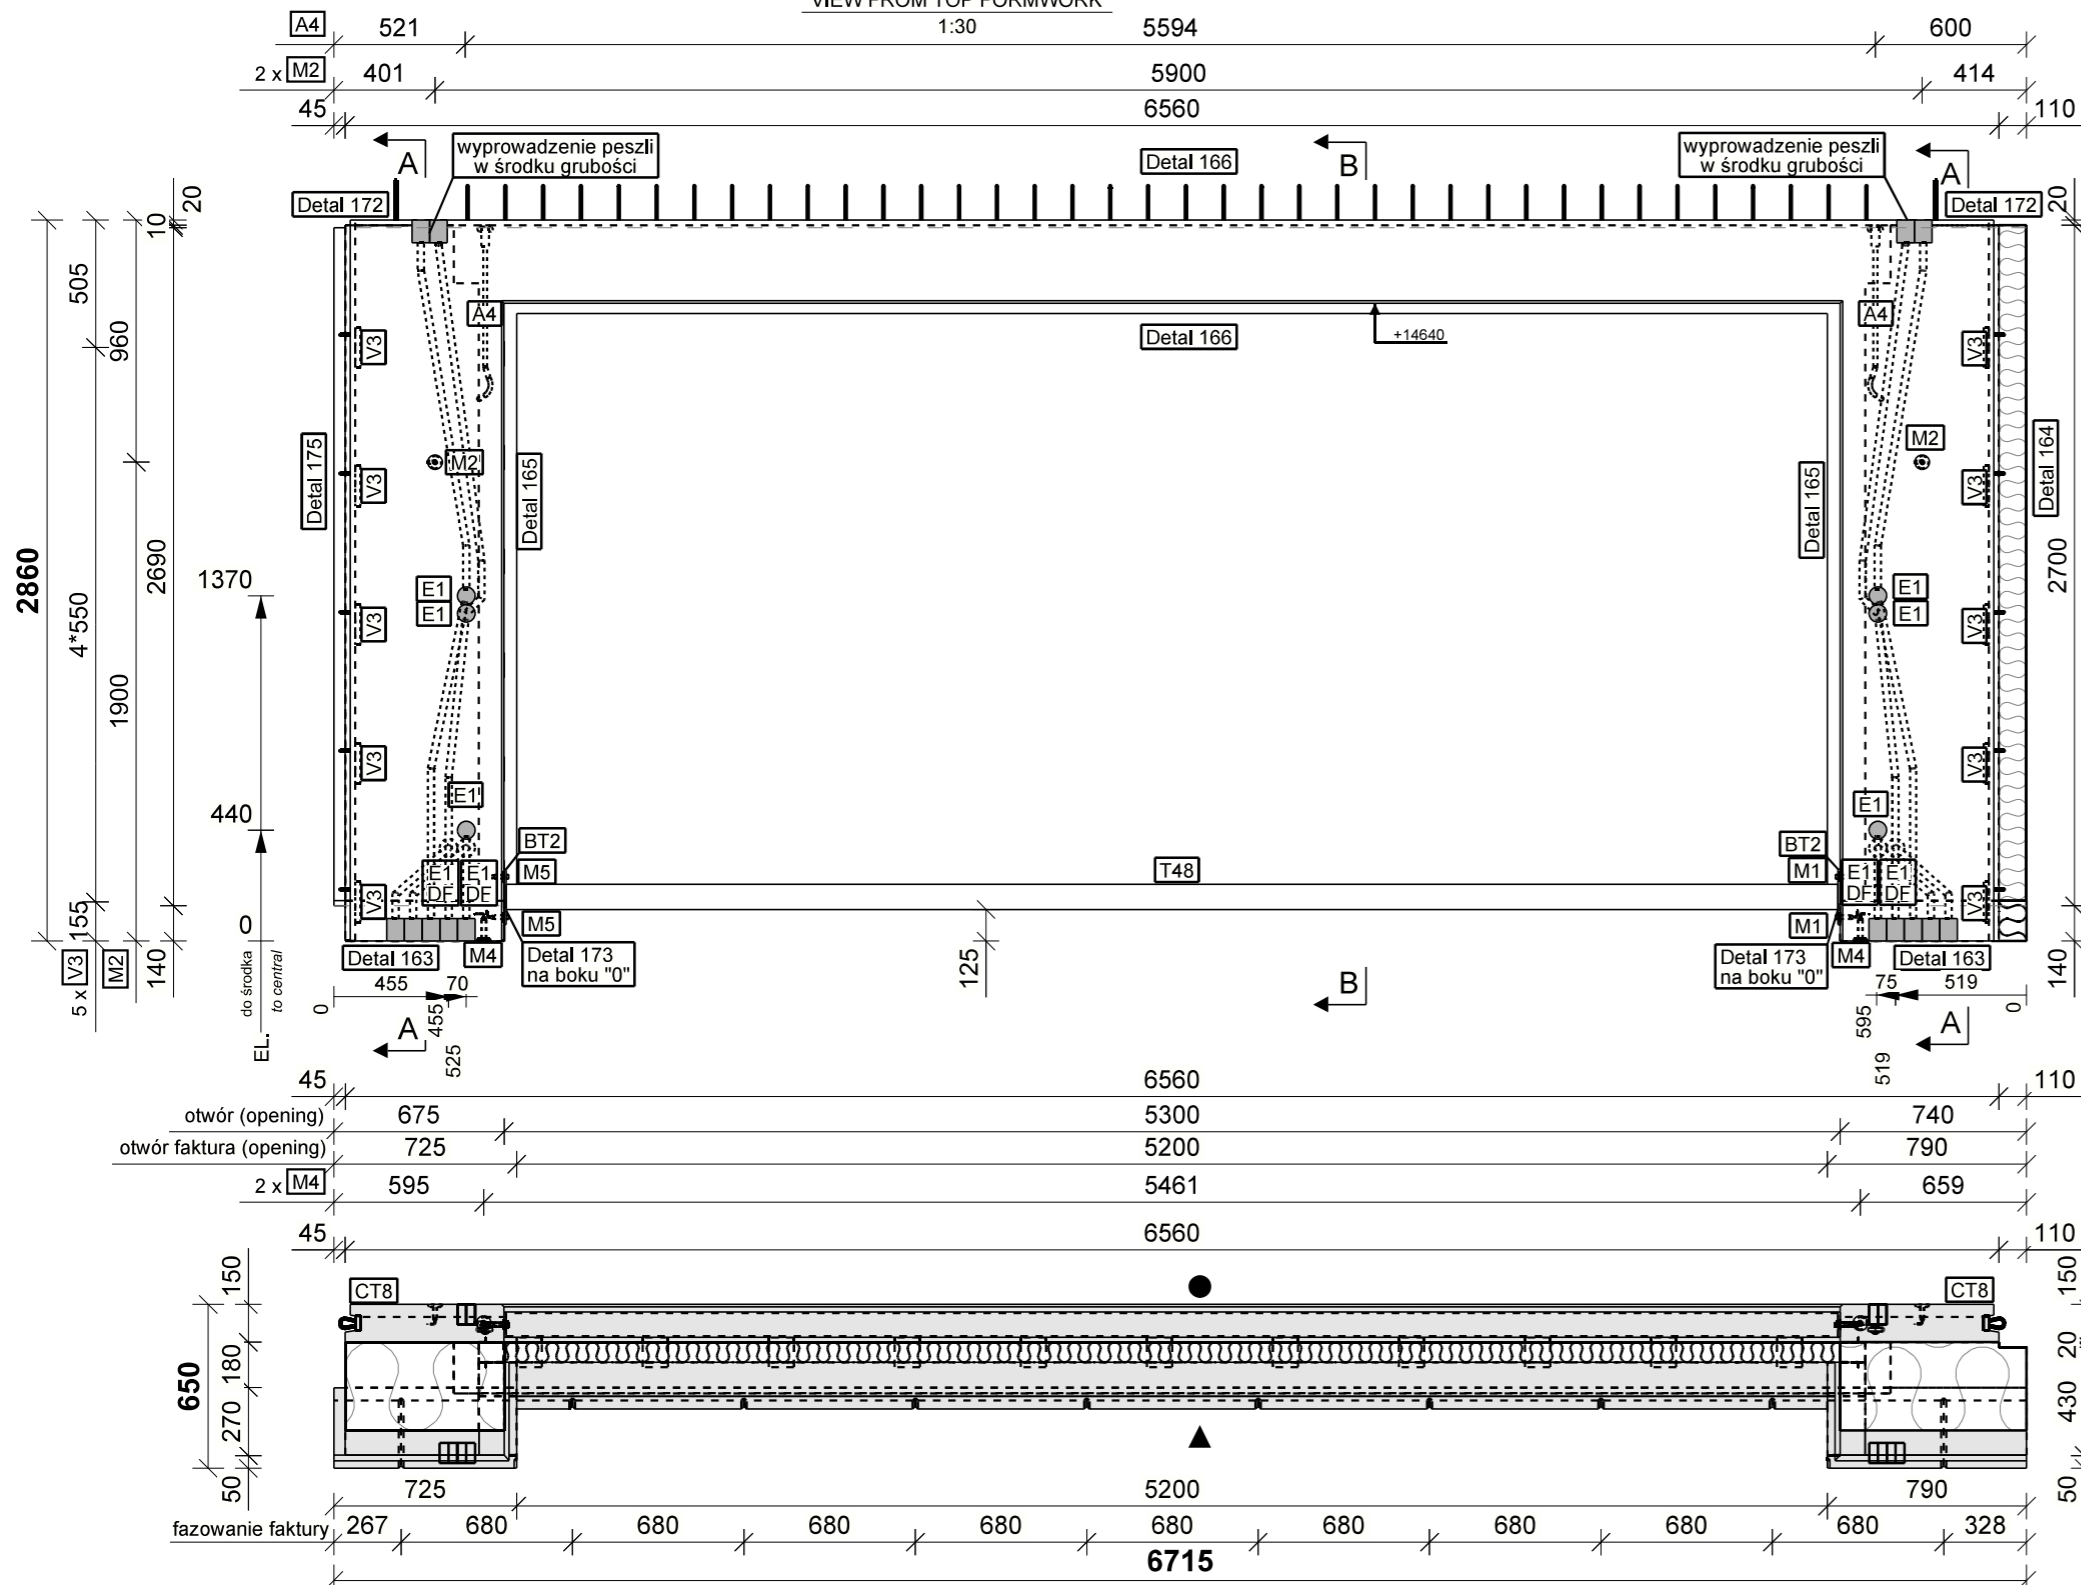 VIEW FROM TOP FORMWORK
1:30
A4 521 5594 600
2 x M2 401 5900 414
45 6560 110
A B A
wyprowadzenie peszli
w środku grubości
Detal 166
wyprowadzenie peszli
w środku grubości
Detal 172
Detal 172
10 20
20
505
960
A4
A4
Detal 166
+14640
V3
V3
Detal 175
M2
V3
Detal 165
Detal 165
M2
V3
Detal 164
2860
4*550
1900
2690
2700
1370
E1
E1
V3
E1
E1
V3
V3
V3
440
E1
E1
BT2
BT2
E1
DF
E1
DF
M5
T48
M1
E1
DF
E1
DF
V3
V3
155
0
M5
M1
140
125
140
Detal 163
M4
Detal 173
na boku "0"
Detal 173
na boku "0"
M4
Detal 163
5 x V3
M2
do środka
to central
EL.
0 455 70
455
525
75 519 0
595
519
A B A
45 6560 110
otwór (opening) 675 5300 740
otwór faktura (opening) 725 5200 790
2 x M4 595 5461 659
45 6560 110
CT8
CT8
650
150
180
270
50
150
20
430
50
725 5200 790
fazowanie faktury 267 680 680 680 680 680 680 680 680 680 328
6715